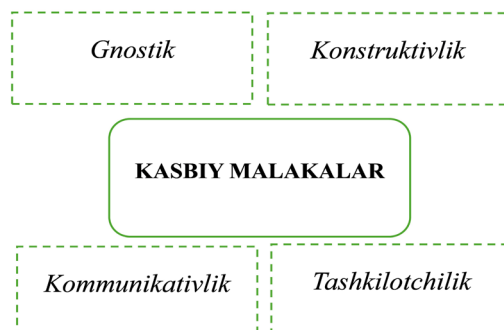 Gnostik
Konstruktivlik
KASBIY MALAKALAR
Kommunikativlik
Tashkilotchilik